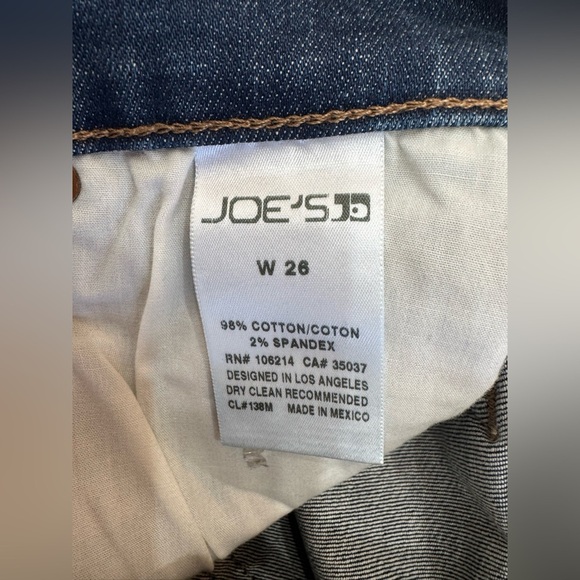 JOE'S
W 26
98% COTTON/COTON
2% SPANDEX
RN# 106214 CA# 35037
DESIGNED IN LOS ANGELES
DRY CLEAN RECOMMENDED
CL#138M MADE IN MEXICO